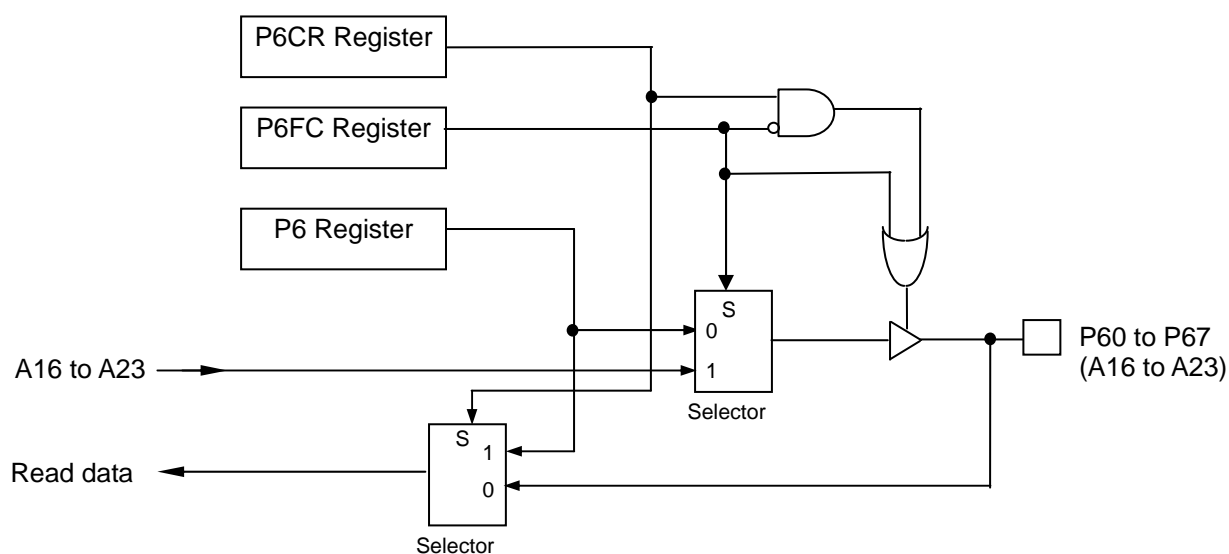 P6CR Register
P6FC Register
P6 Register
S
0
1
Selector
A16 to A23
P60 to P67
(A16 to A23)
S
1
0
Selector
Read data